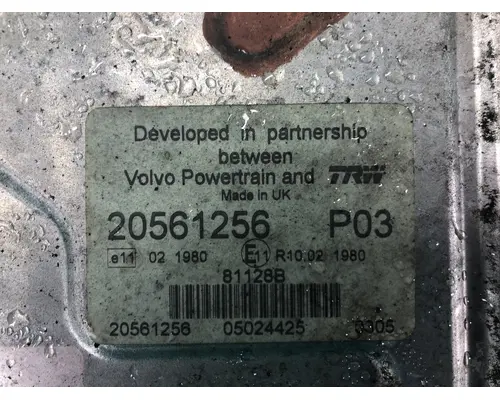 Developed in partnership
between
Volvo Powertrain and TRW
Made in UK
20561256 P03
e11 02 1980 E11 R10.02 1980
81128B
20561256 05024425 0305